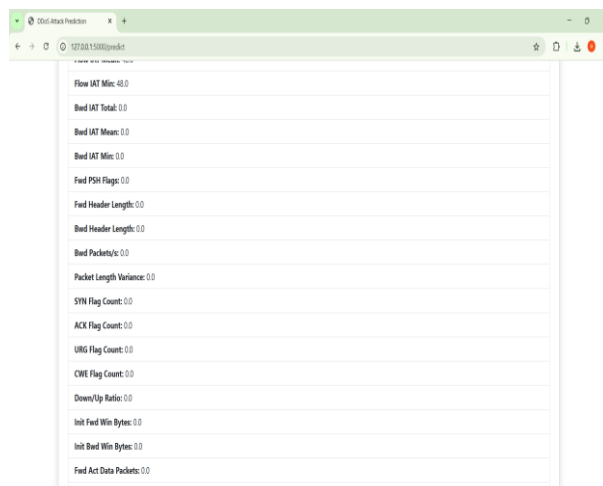 DDoS Attack Prediction
127.0.0.1:5000/predict
Flow IAT Mean: 48.0
Flow IAT Min: 48.0
Bwd IAT Total: 0.0
Bwd IAT Mean: 0.0
Bwd IAT Min: 0.0
Fwd PSH Flags: 0.0
Fwd Header Length: 0.0
Bwd Header Length: 0.0
Bwd Packets/s: 0.0
Packet Length Variance: 0.0
SYN Flag Count: 0.0
ACK Flag Count: 0.0
URG Flag Count: 0.0
CWE Flag Count: 0.0
Down/Up Ratio: 0.0
Init Fwd Win Bytes: 0.0
Init Bwd Win Bytes: 0.0
Fwd Act Data Packets: 0.0